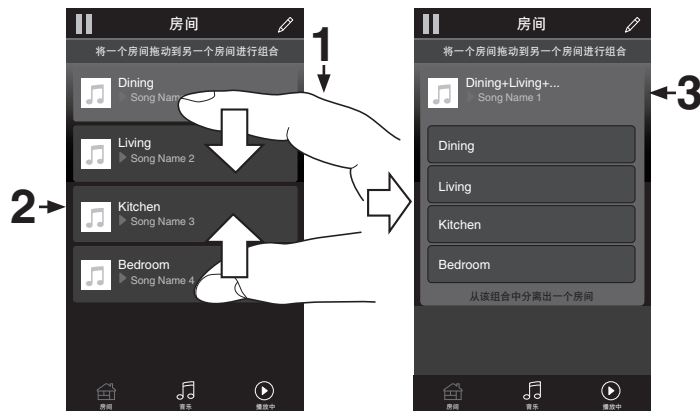 房间
将一个房间拖动到另一个房间进行组合
Dining
Song Nam
Living
Song Name 2
Kitchen
Song Name 3
Bedroom
Song Name 4
房间
音乐
播放中
1
2
房间
将一个房间拖动到另一个房间进行组合
Dining+Living+...
Song Name 1
Dining
Living
Kitchen
Bedroom
从该组合中分离出一个房间
房间
音乐
播放中
3